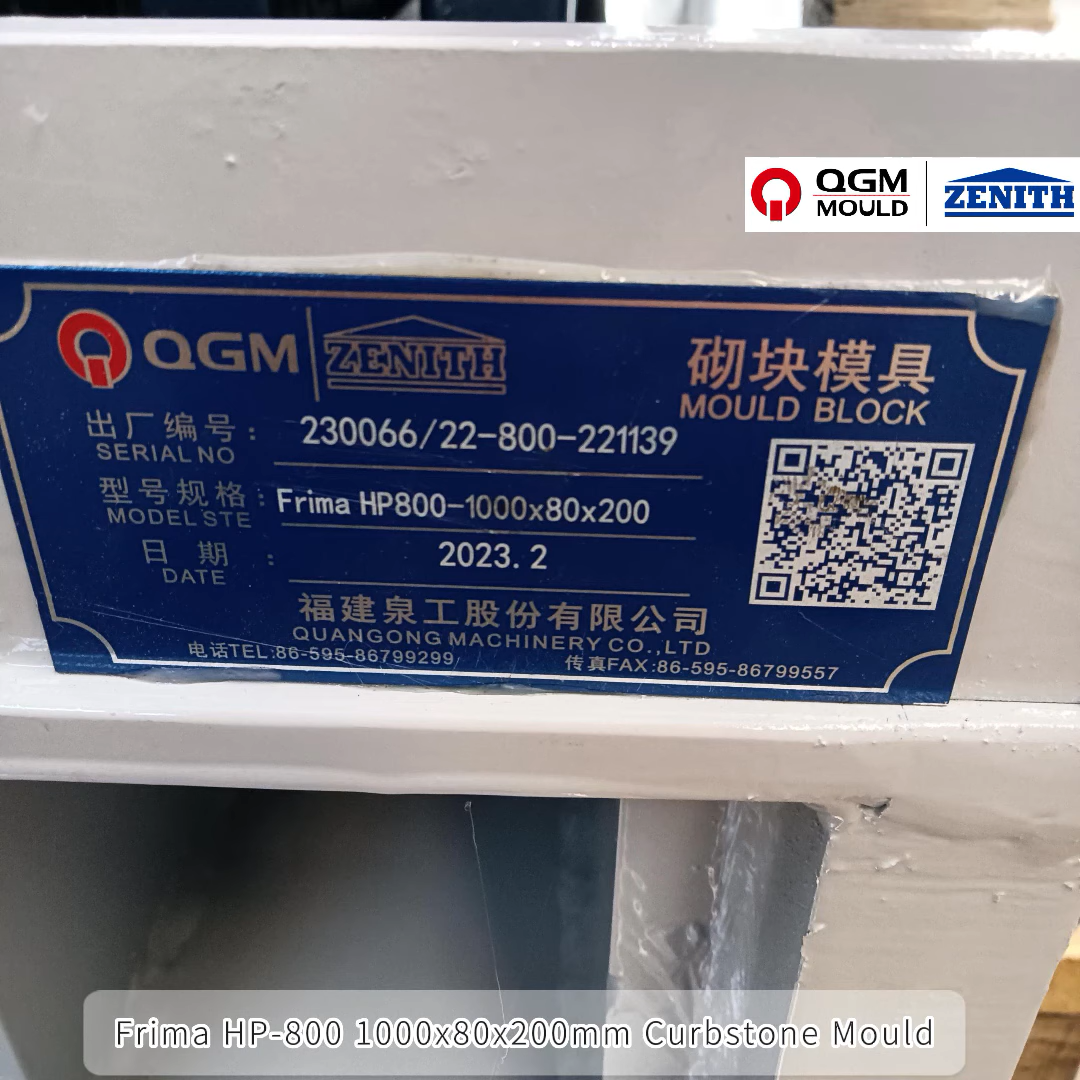 QGM MOULD ZENITH
QGM ZENITH
砌块模具
MOULD BLOCK
出厂编号: 230066/22-800-221139
SERIAL NO
型号规格: Frima HP800-1000x80x200
MODEL STE
日期: 2023.2
DATE
福建泉工股份有限公司
QUANGONG MACHINERY CO.,LTD
电话TEL:86-595-86799299 传真FAX:86-595-86799557
Frima HP-800 1000x80x200mm Curbstone Mould